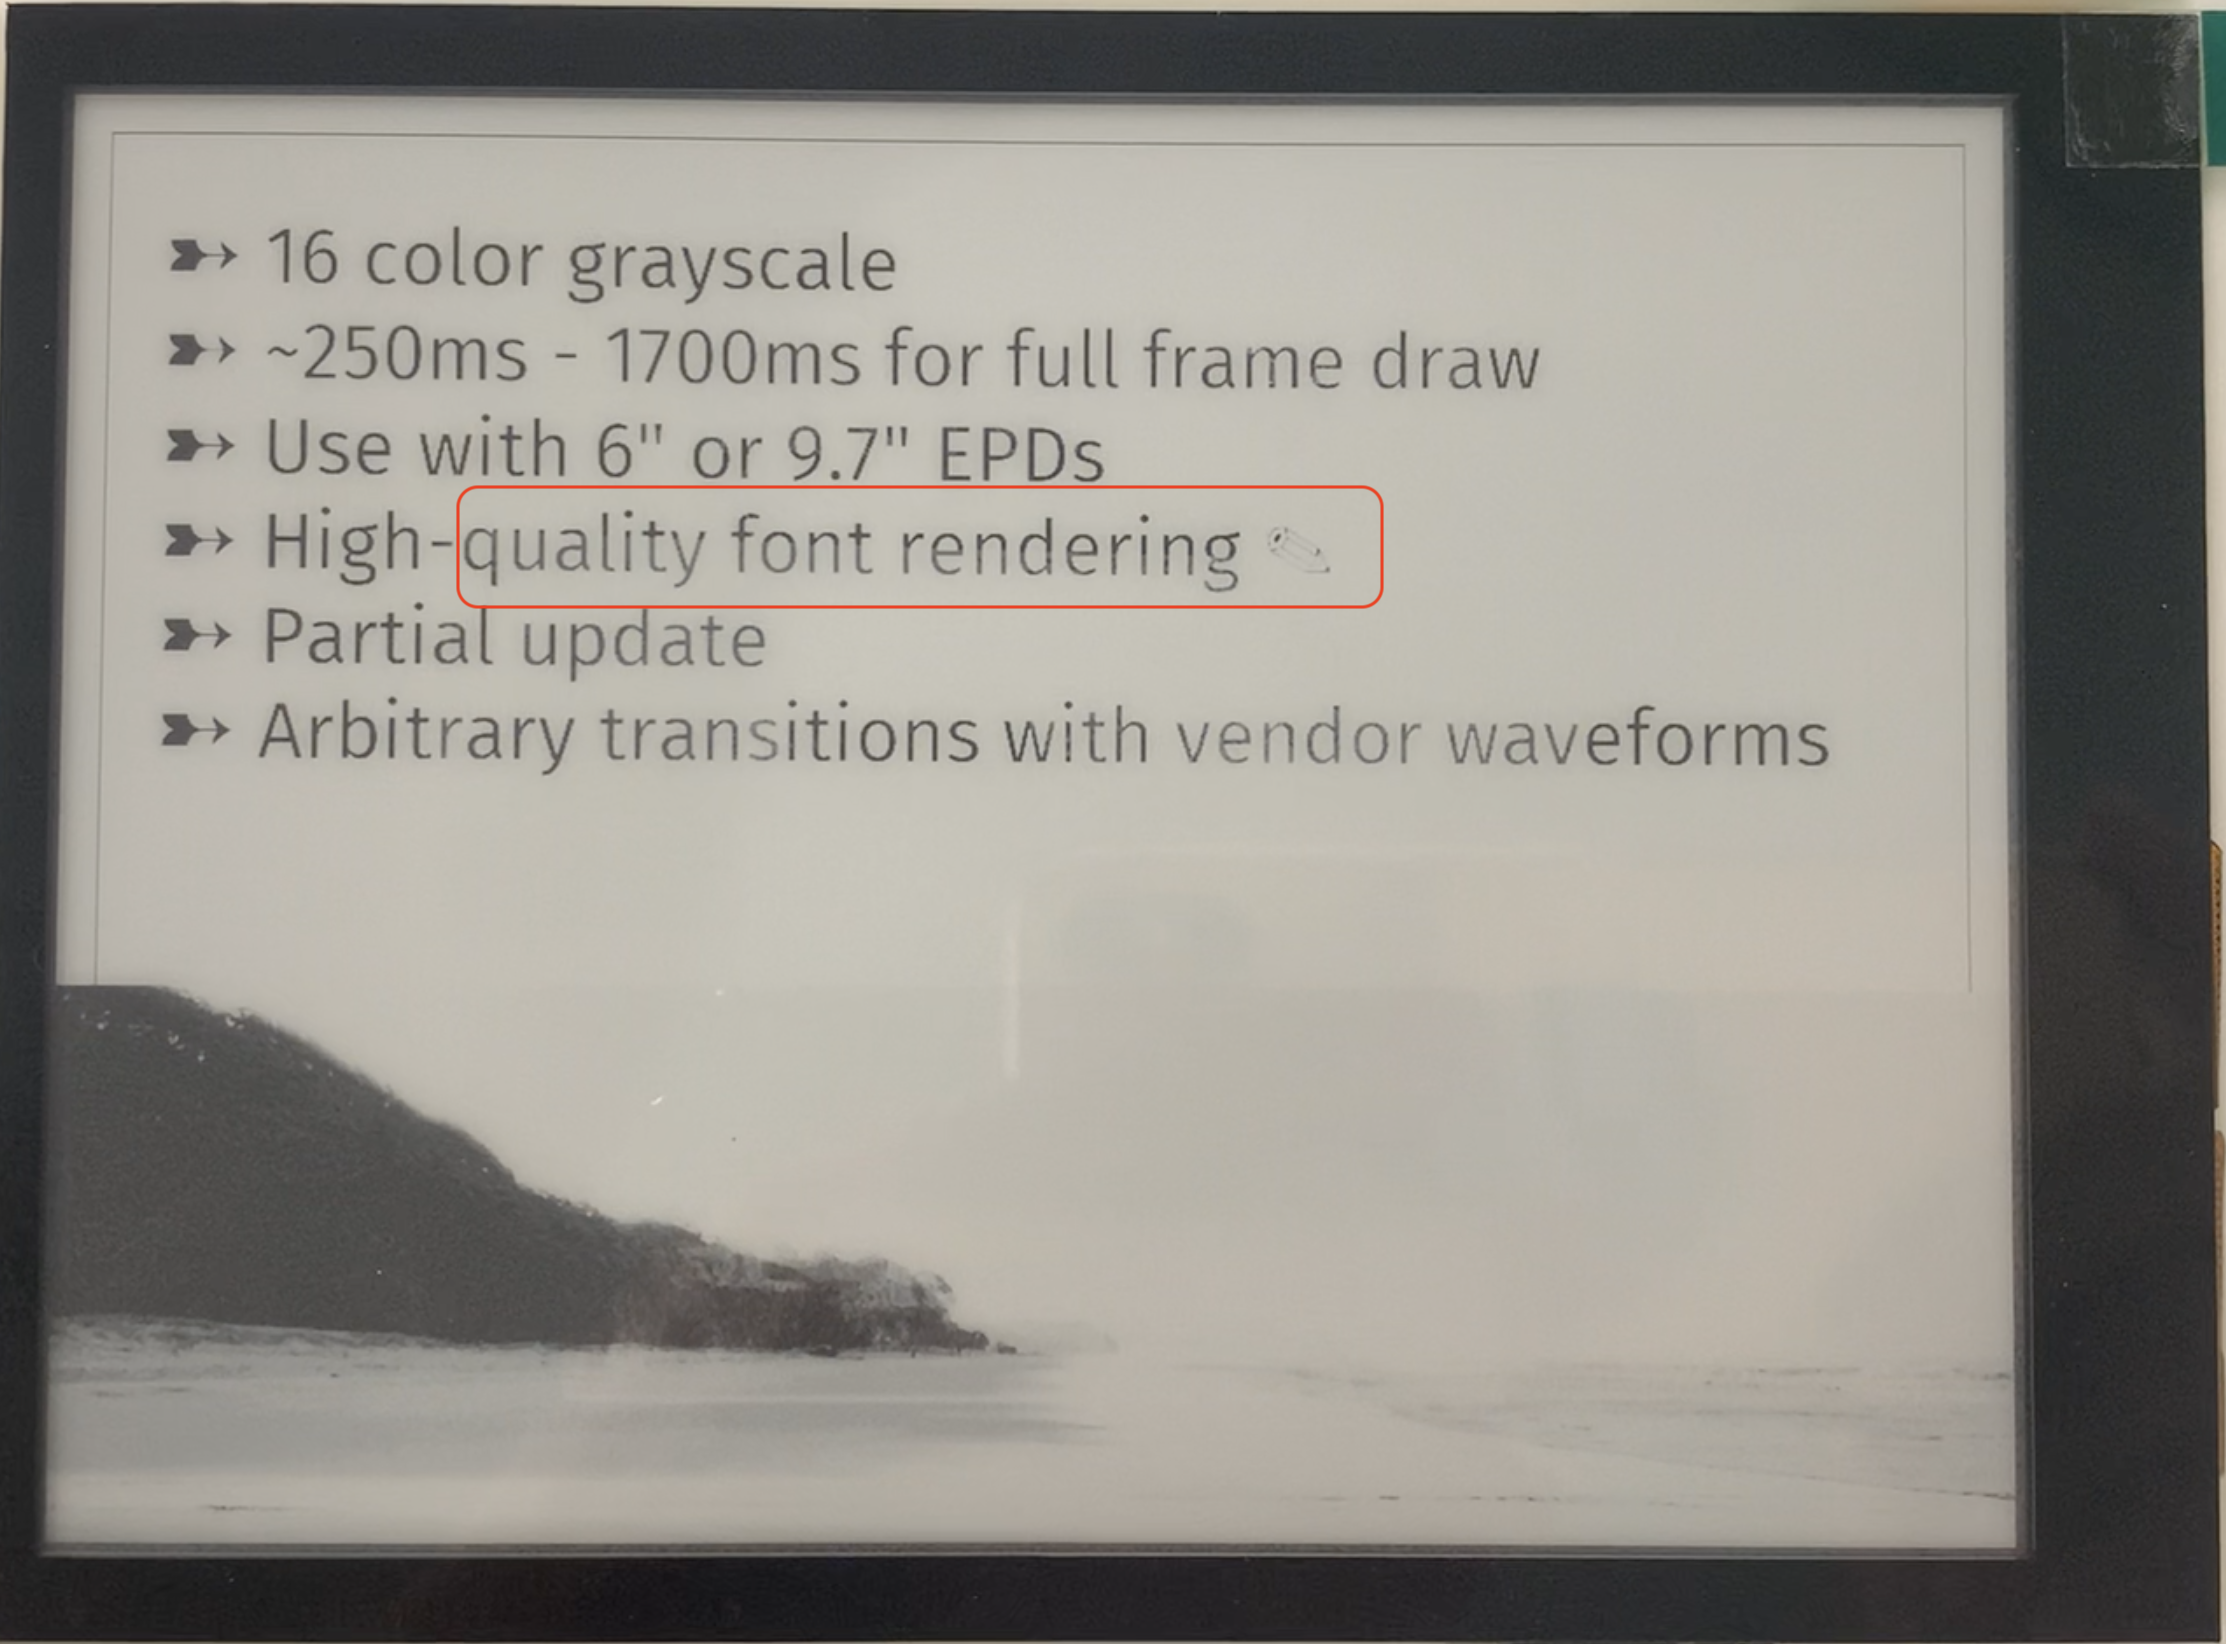 ➸ 16 color grayscale
➸ ~250ms - 1700ms for full frame draw
➸ Use with 6" or 9.7" EPDs
➸ High-quality font rendering ✎
➸ Partial update
➸ Arbitrary transitions with vendor waveforms